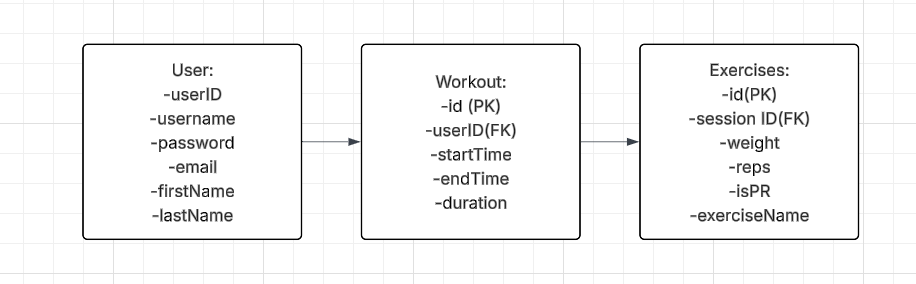 User:
-userID
-username
-password
-email
-firstName
-lastName
Workout:
-id (PK)
-userID(FK)
-startTime
-endTime
-duration
Exercises:
-id(PK)
-session ID(FK)
-weight
-reps
-isPR
-exerciseName